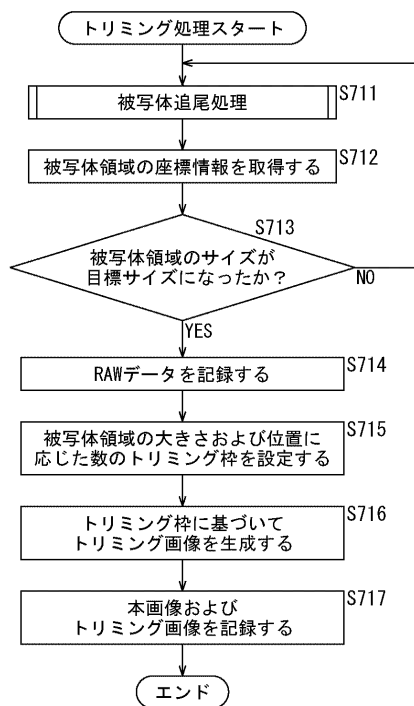 トリミング処理スタート
被写体追尾処理
S711
被写体領域の座標情報を取得する
S712
S713
被写体領域のサイズが
目標サイズになったか?
NO
YES
RAWデータを記録する
S714
被写体領域の大きさおよび位置に
応じた数のトリミング枠を設定する
S715
トリミング枠に基づいて
トリミング画像を生成する
S716
本画像および
トリミング画像を記録する
S717
エンド